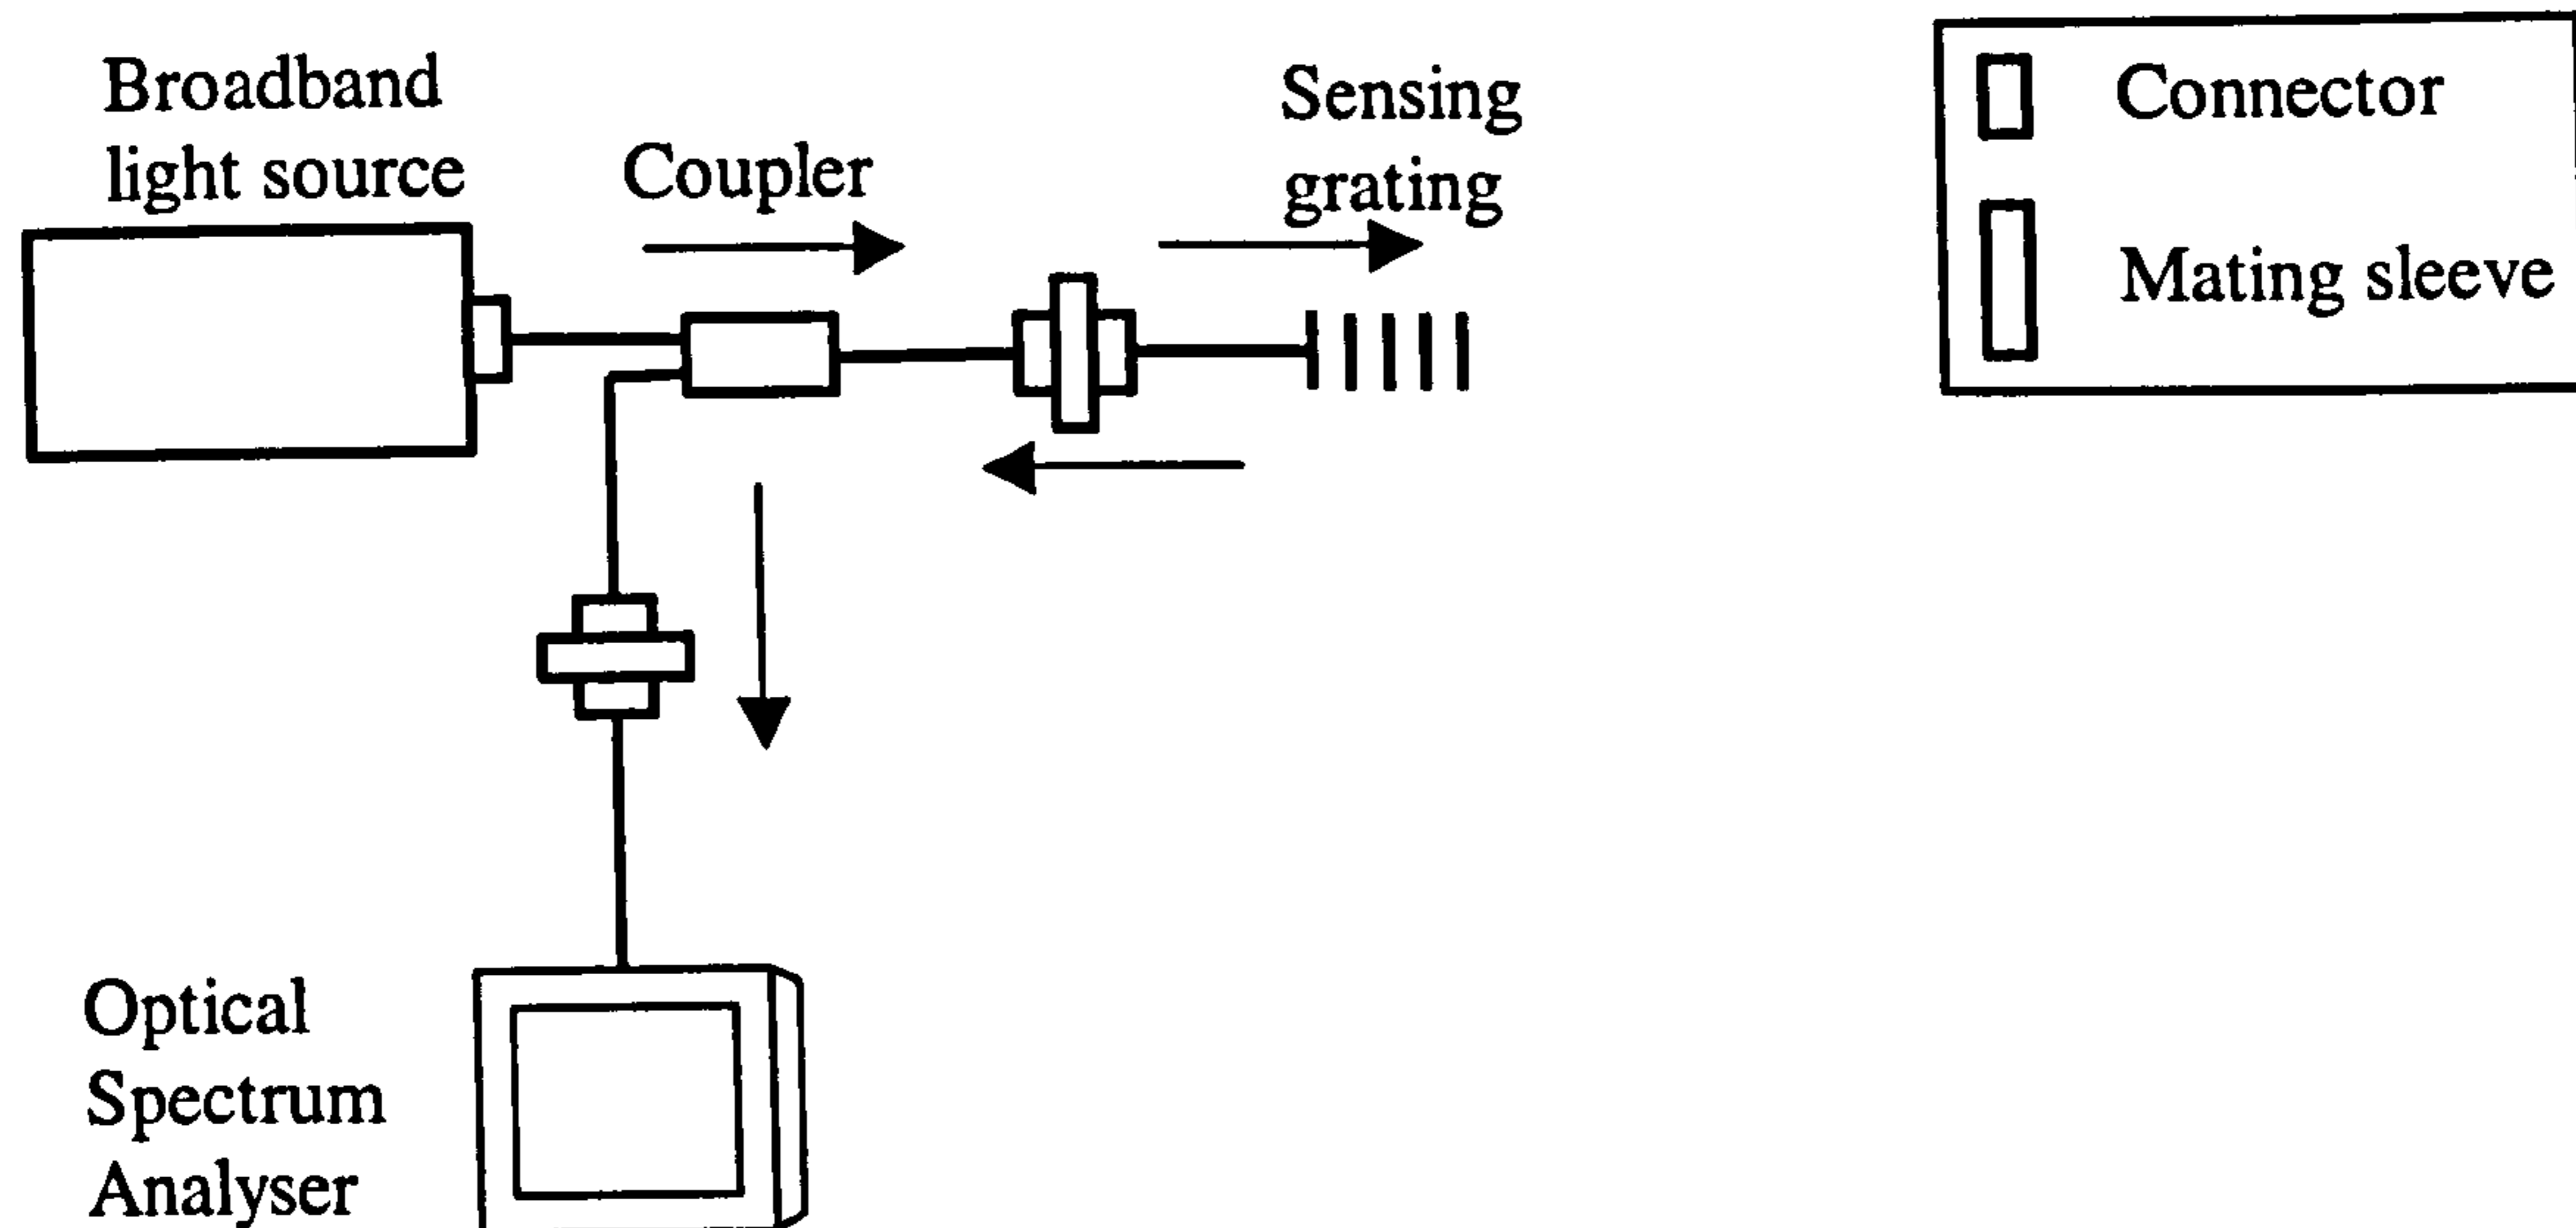 Broadband
light source
Coupler
Sensing
grating
Connector
Mating sleeve
Optical
Spectrum
Analyser